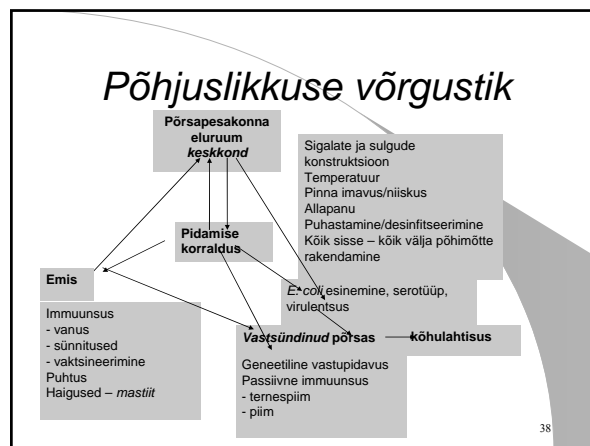 Põhjuslikkuse võrgustik
Põrsapesakonna
eluruum
keskkond
Sigalate ja sulgude
konstruktsioon
Temperatuur
Pinna imavus/niiskus
Allapanu
Puhastamine/desinfitseerimine
Kõik sisse – kõik välja põhimõtte
rakendamine
Pidamise
korraldus
Emis
Immuunsus
- vanus
- sünnitused
- vaktsineerimine
Puhtus
Haigused – mastiit
E. coli esinemine, serotüüp,
virulentsus
Vastsündinud põrsas
kõhulahtisus
Geneetiline vastupidavus
Passiivne immuunsus
- ternespiim
- piim
38